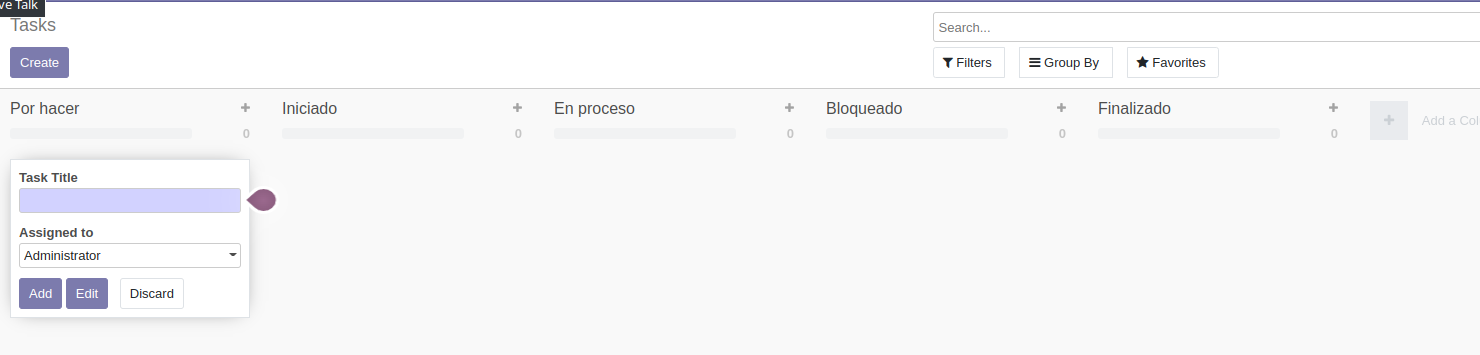 ve Talk
Tasks
Search...
Create
Filters
Group By
Favorites
Por hacer
Iniciado
En proceso
Bloqueado
Finalizado
Add a Col
0
0
0
0
0
Task Title
Assigned to
Administrator
Add
Edit
Discard